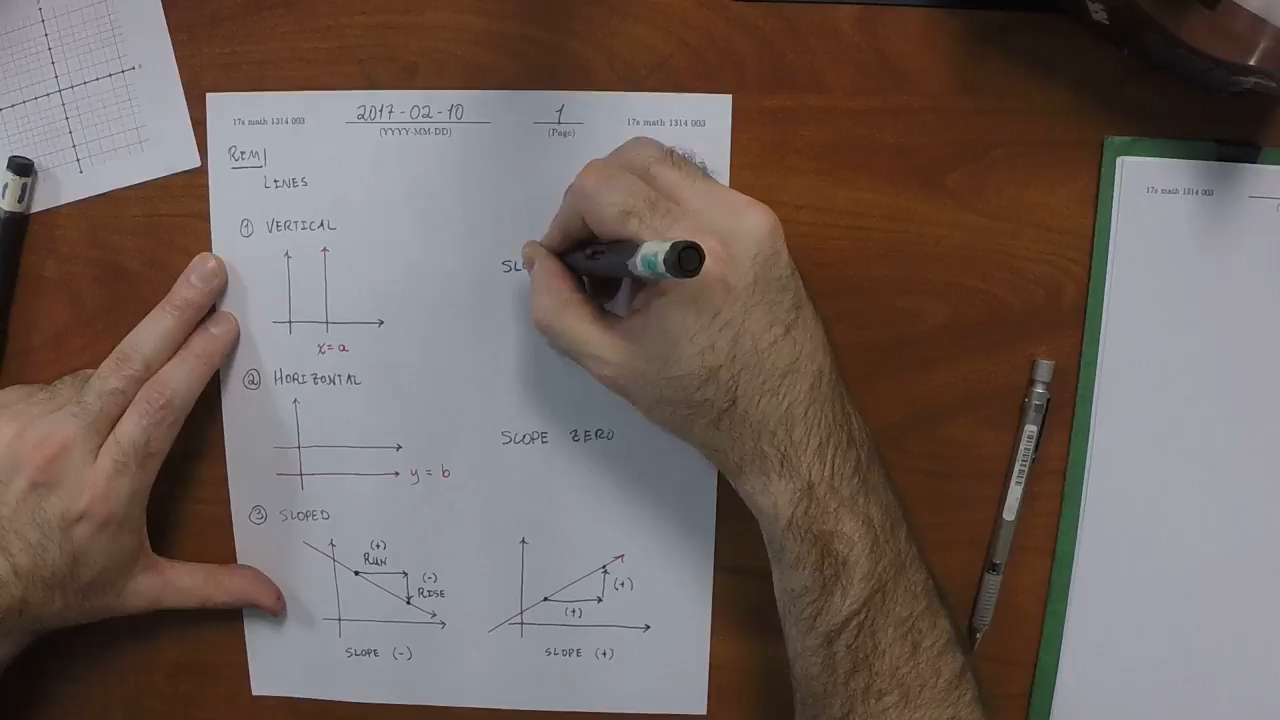 17s math 1314 003 2017-02-10 1 17s math 1314 003
(YYYY-MM-DD) (Page)
REM
LINES
① VERTICAL
x=a
② HORIZONTAL
SLOPE ZERO
y = b
③ SLOPED
(+)
RUN
(-)
RISE
(+)
(+)
SLOPE (-) SLOPE (+)
17s math 1314 003